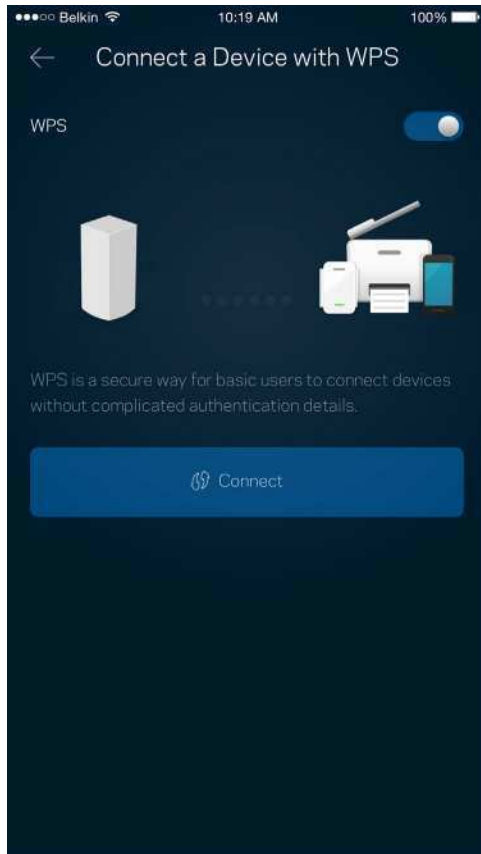 ●●●○○ Belkin 10:19 AM 100%
← Connect a Device with WPS
WPS
WPS is a secure way for basic users to connect devices
without complicated authentication details.
Connect